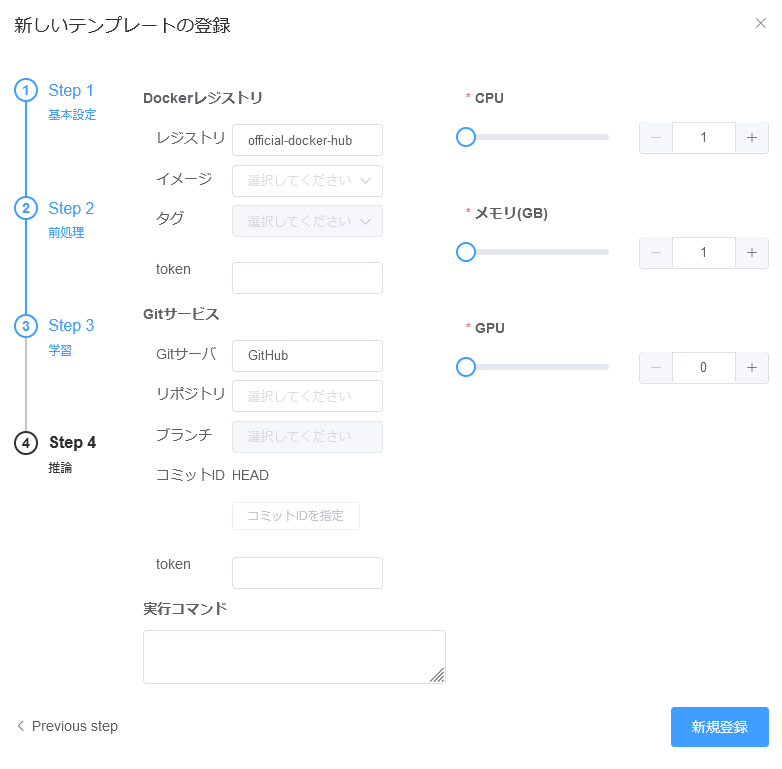 新しいテンプレートの登録
1 Step 1
基本設定
2 Step 2
前処理
3 Step 3
学習
4 Step 4
推論
Dockerレジストリ
レジストリ official-docker-hub
イメージ 選択してください
タグ 選択してください
token
Gitサービス
Gitサーバ GitHub
リポジトリ 選択してください
ブランチ 選択してください
コミットID HEAD
コミットIDを指定
token
実行コマンド
* CPU
1
* メモリ(GB)
1
* GPU
0
Previous step
新規登録